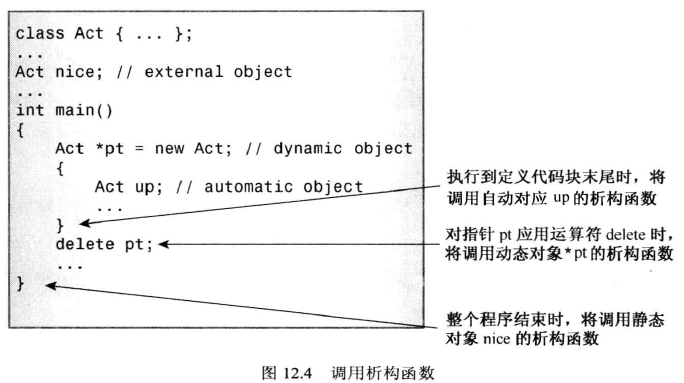 class Act { ... };
...
Act nice; // external object
...
int main()
{
Act *pt = new Act; // dynamic object
{
Act up; // automatic object
...
}
delete pt;
...
}
执行到定义代码块末尾时，将
调用自动对应 up 的析构函数
对指针 pt 应用运算符 delete 时，
将调用动态对象*pt 的析构函数
整个程序结束时，将调用静态
对象 nice 的析构函数
图 12.4 调用析构函数